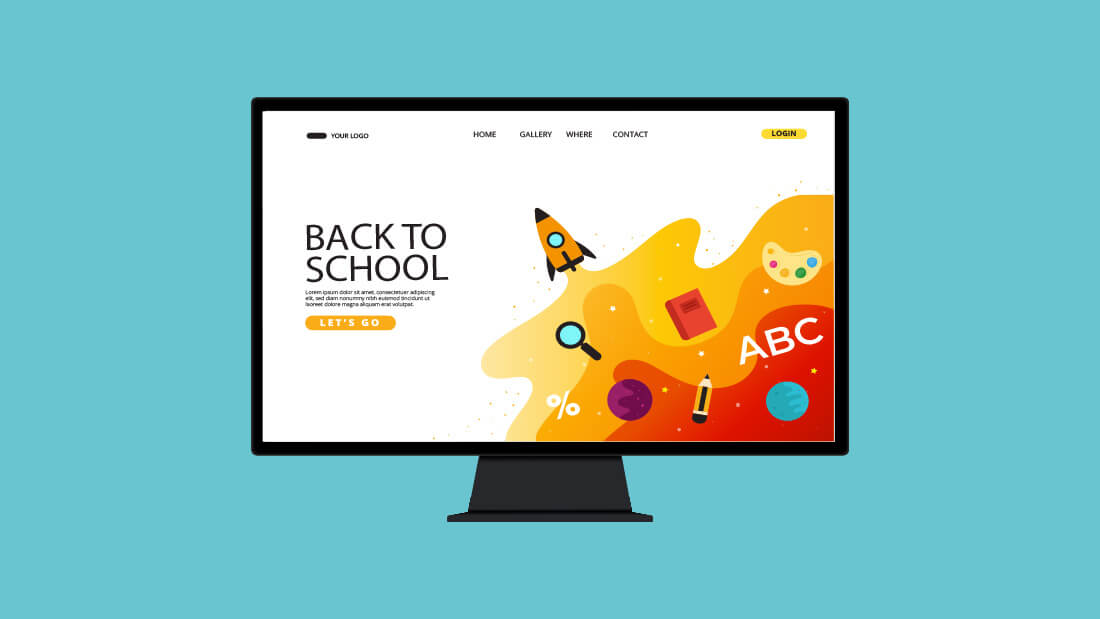 YOUR LOGO
HOME GALLERY WHERE CONTACT
LOGIN
BACK TO
SCHOOL
Lorem ipsum dolor sit amet, consectetuer adipiscing
elit, sed diam nonummy nibh euismod tincidunt ut
laoreet dolore magna aliquam erat volutpat.
LET'S GO
ABC
%